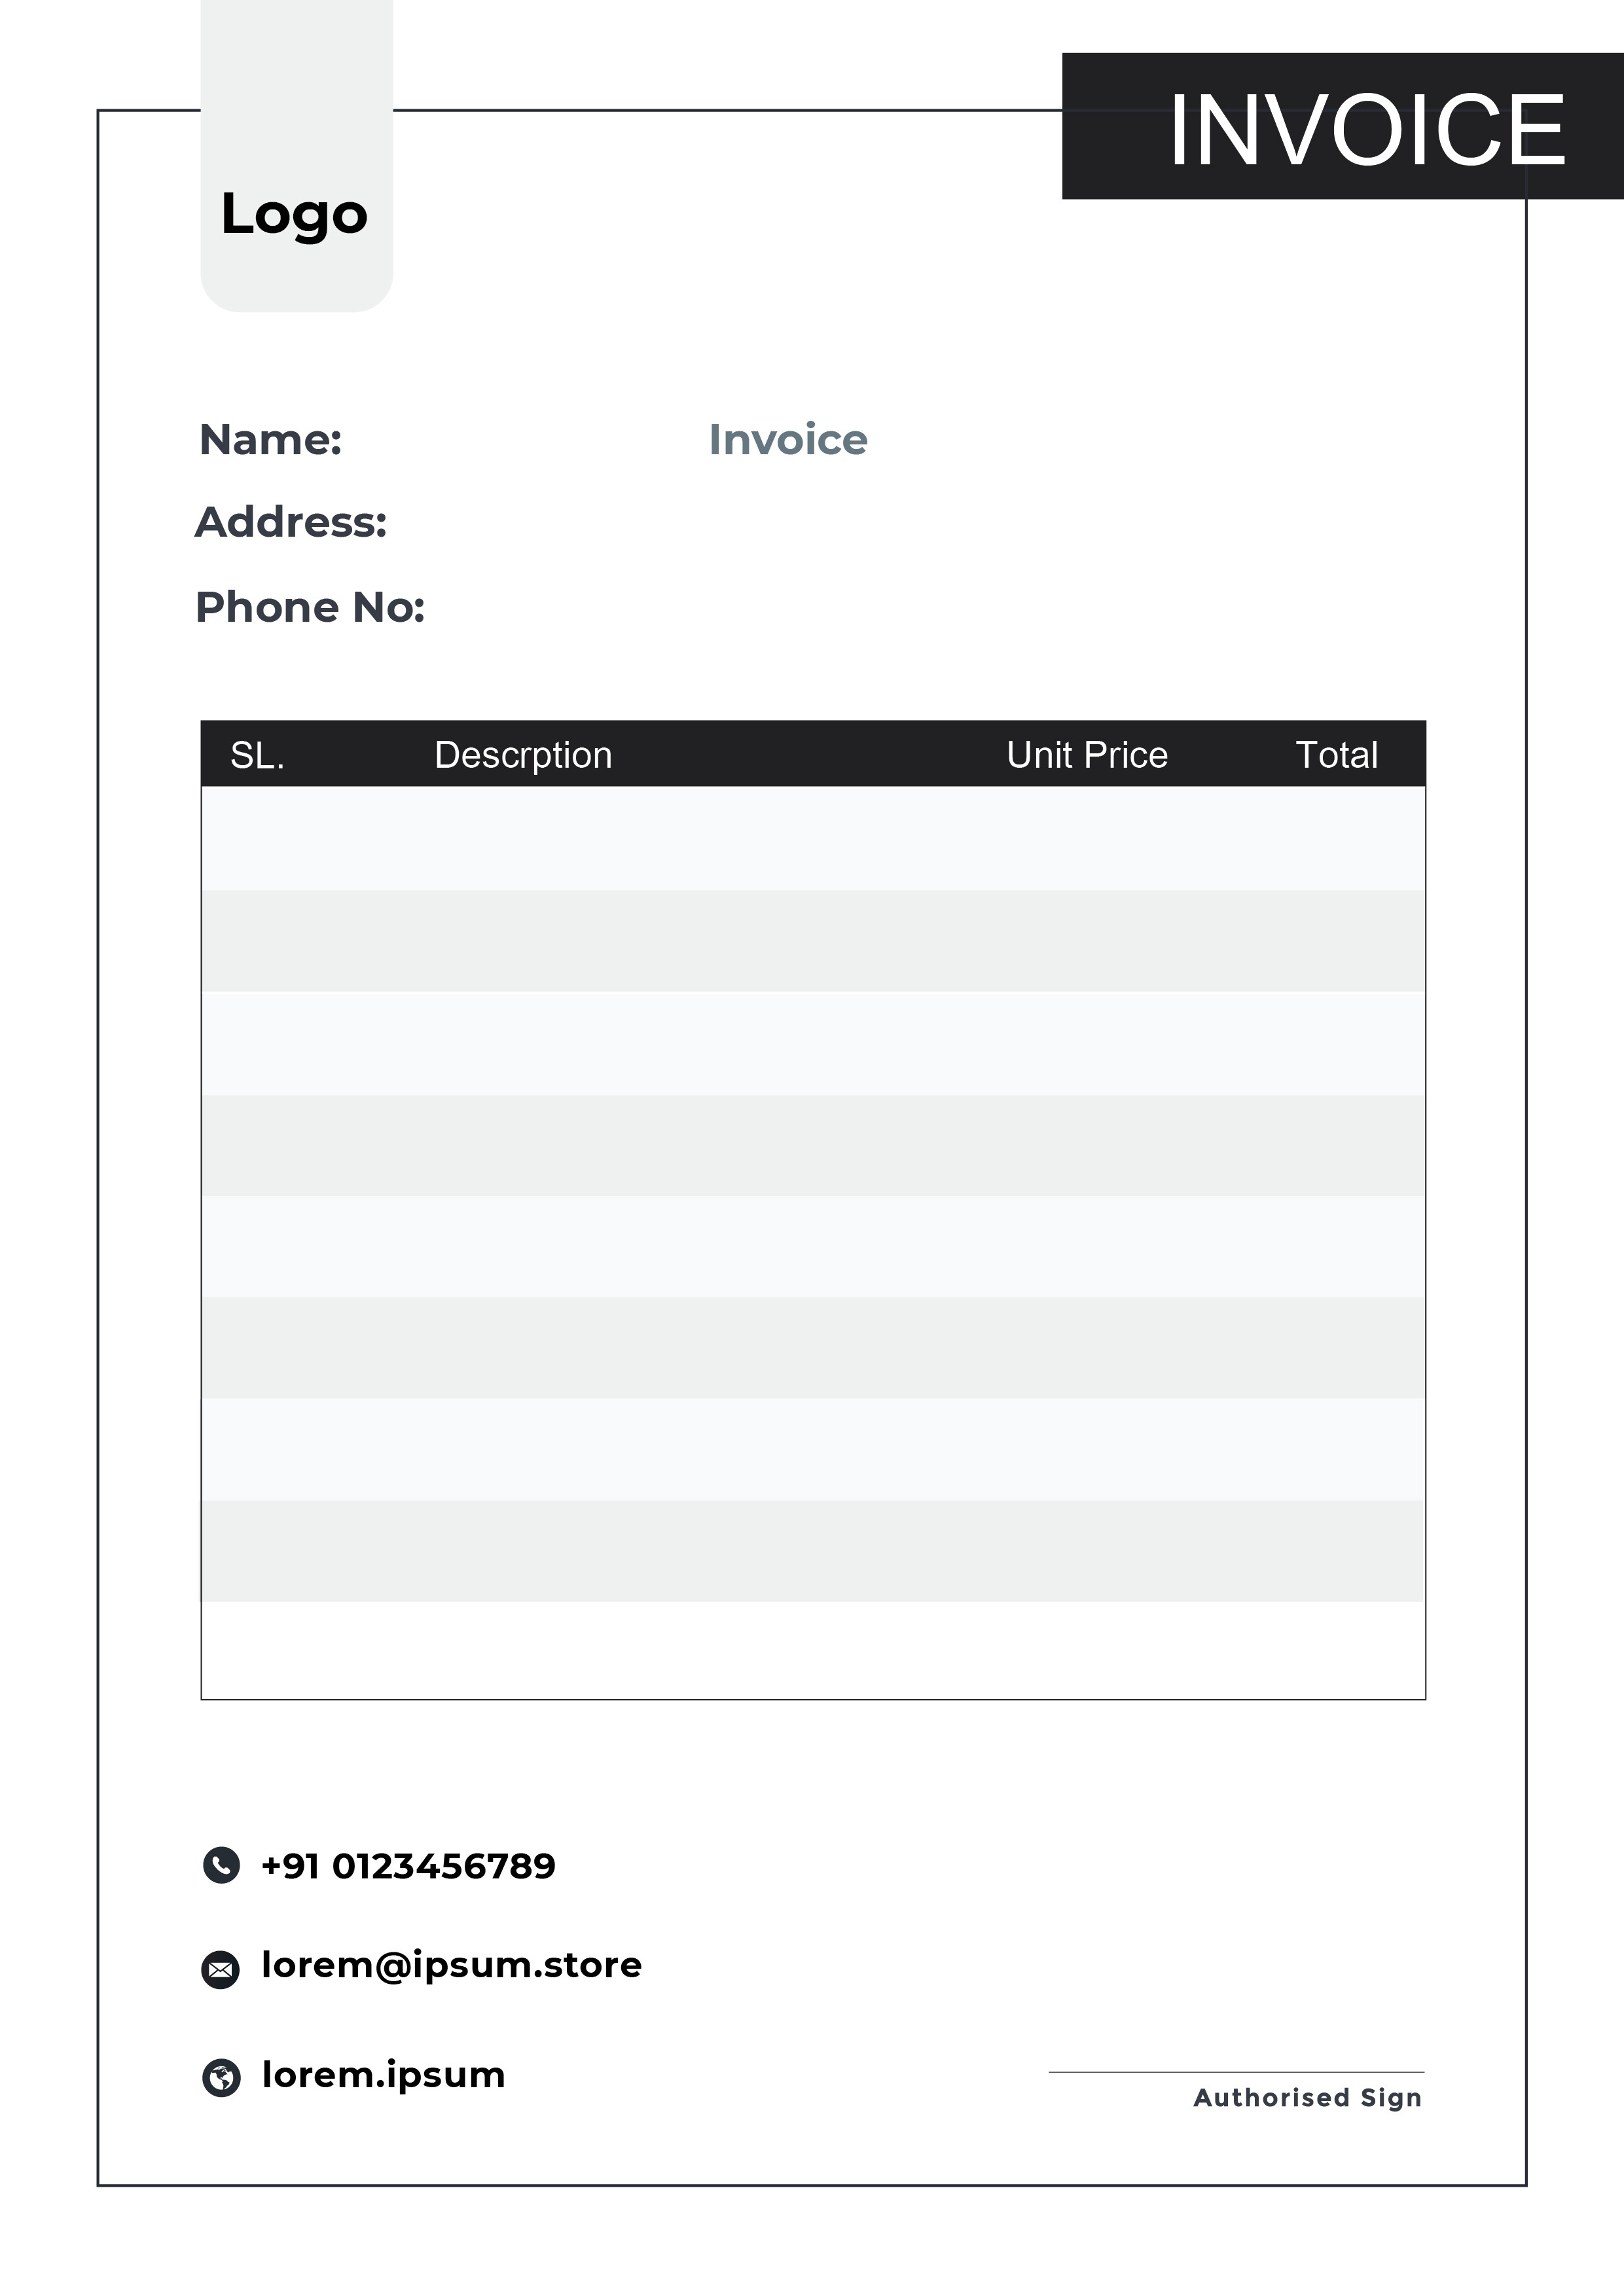 INVOICE
Logo
Name: Invoice
Address:
Phone No:
SL. Descrption Unit Price Total
+91 0123456789
lorem@ipsum.store
lorem.ipsum
Authorised Sign